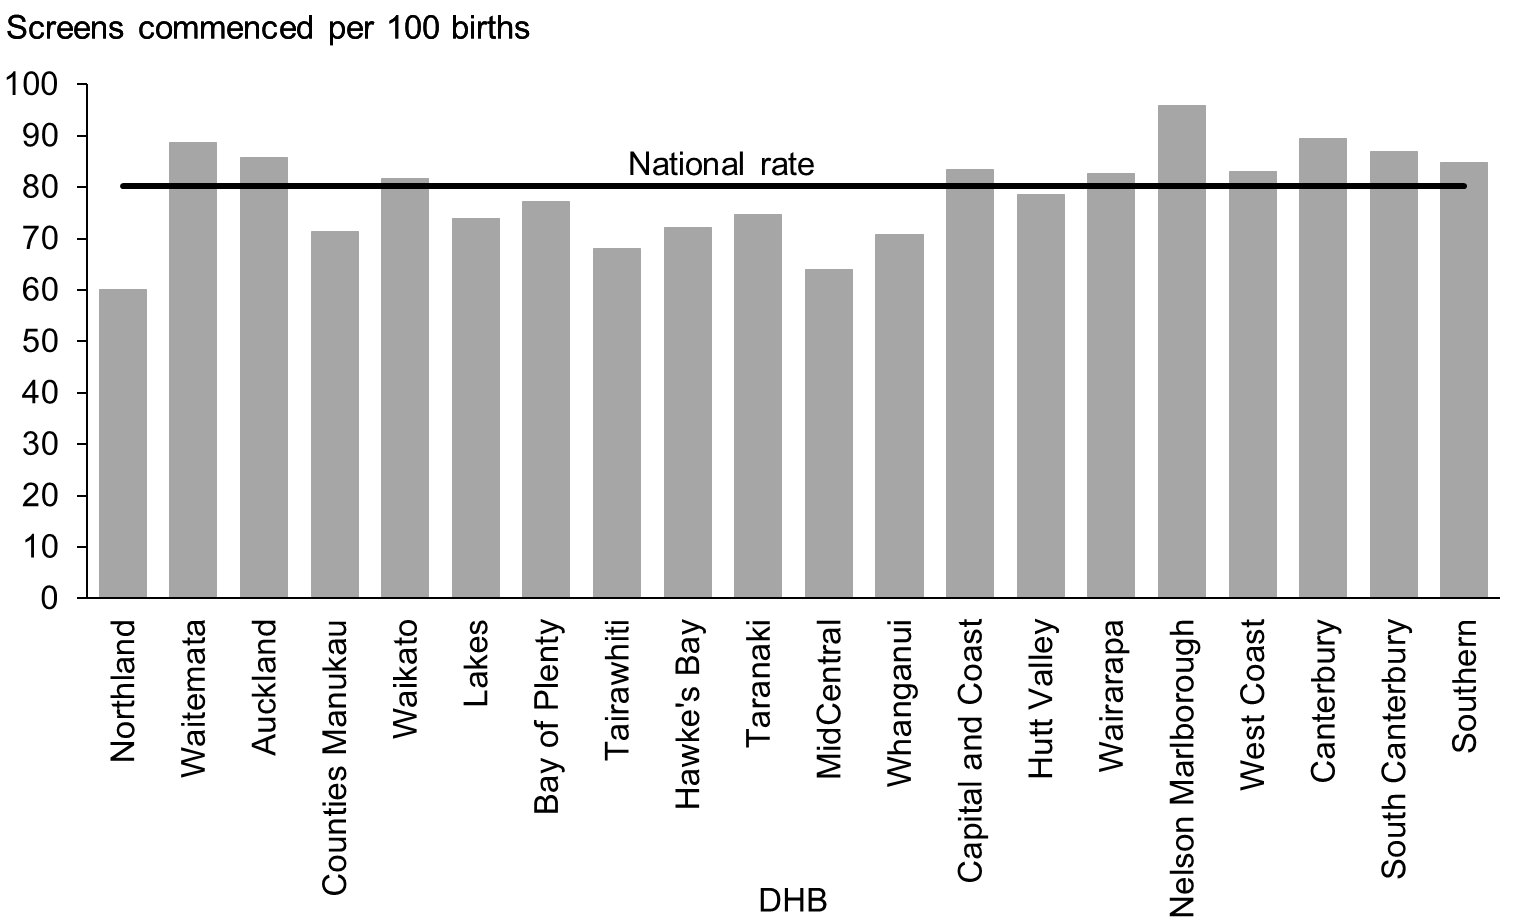 Screens commenced per 100 births
100
90
80
70
60
50
40
30
20
10
0
National rate
Northland
Waitemata
Auckland
Counties Manukau
Waikato
Lakes
Bay of Plenty
Tairawhiti
Hawke's Bay
Taranaki
MidCentral
Whanganui
Capital and Coast
Hutt Valley
Wairarapa
Nelson Marlborough
West Coast
Canterbury
South Canterbury
Southern
DHB